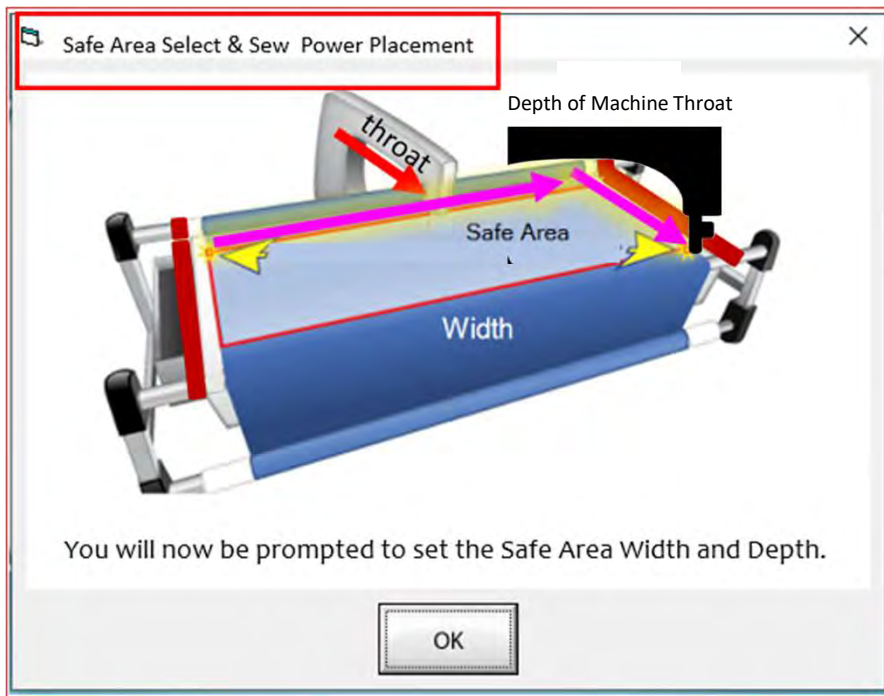 Safe Area Select & Sew Power Placement
Depth of Machine Throat
throat
Safe Area
Width
You will now be prompted to set the Safe Area Width and Depth.
OK